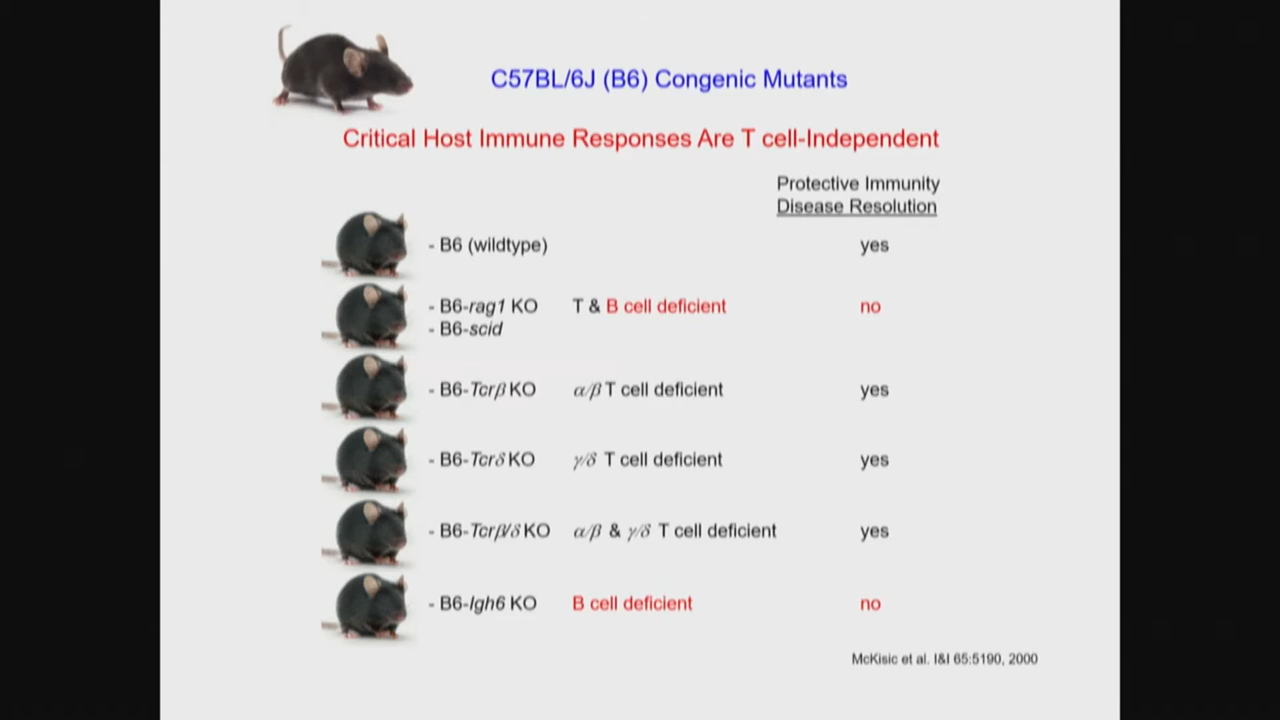 C57BL/6J (B6) Congenic Mutants
Critical Host Immune Responses Are T cell-Independent
Protective Immunity
Disease Resolution
- B6 (wildtype) yes
- B6-rag1 KO T & B cell deficient no
- B6-scid
- B6-Tcrβ KO α/β T cell deficient yes
- B6-Tcrδ KO γ/δ T cell deficient yes
- B6-Tcrβ/δ KO α/β & γ/δ T cell deficient yes
- B6-Igh6 KO B cell deficient no
McKisic et al. I&I 65:5190, 2000